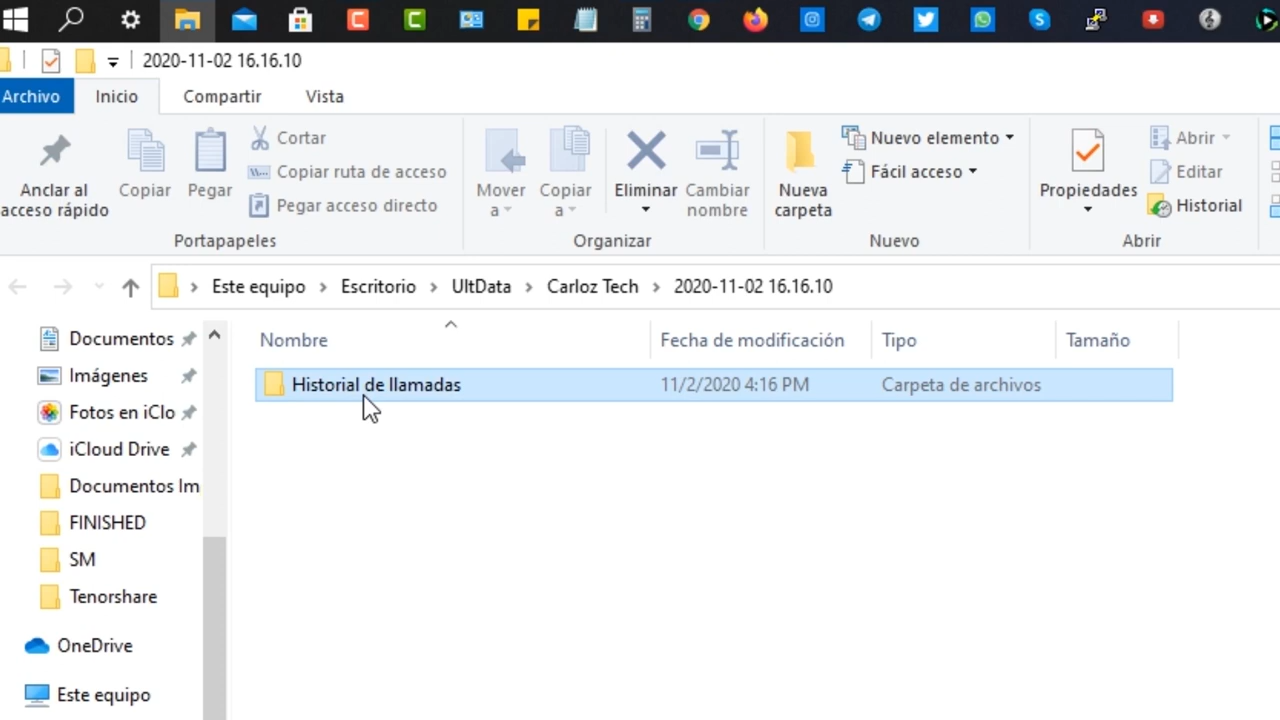 2020-11-02 16.16.10
Archivo Inicio Compartir Vista
Anclar al
acceso rápido
Copiar
Pegar
Cortar
Copiar ruta de acceso
Pegar acceso directo
Portapapeles
Mover
a
Copiar
a
Eliminar
Cambiar
nombre
Organizar
Nueva
carpeta
Nuevo elemento
Fácil acceso
Nuevo
Propiedades
Abrir
Editar
Historial
Abrir
Este equipo Escritorio UltData Carloz Tech 2020-11-02 16.16.10
Documentos
Imágenes
Fotos en iClo
iCloud Drive
Documentos Im
FINISHED
SM
Tenorshare
OneDrive
Este equipo
Nombre Fecha de modificación Tipo Tamaño
Historial de llamadas 11/2/2020 4:16 PM Carpeta de archivos